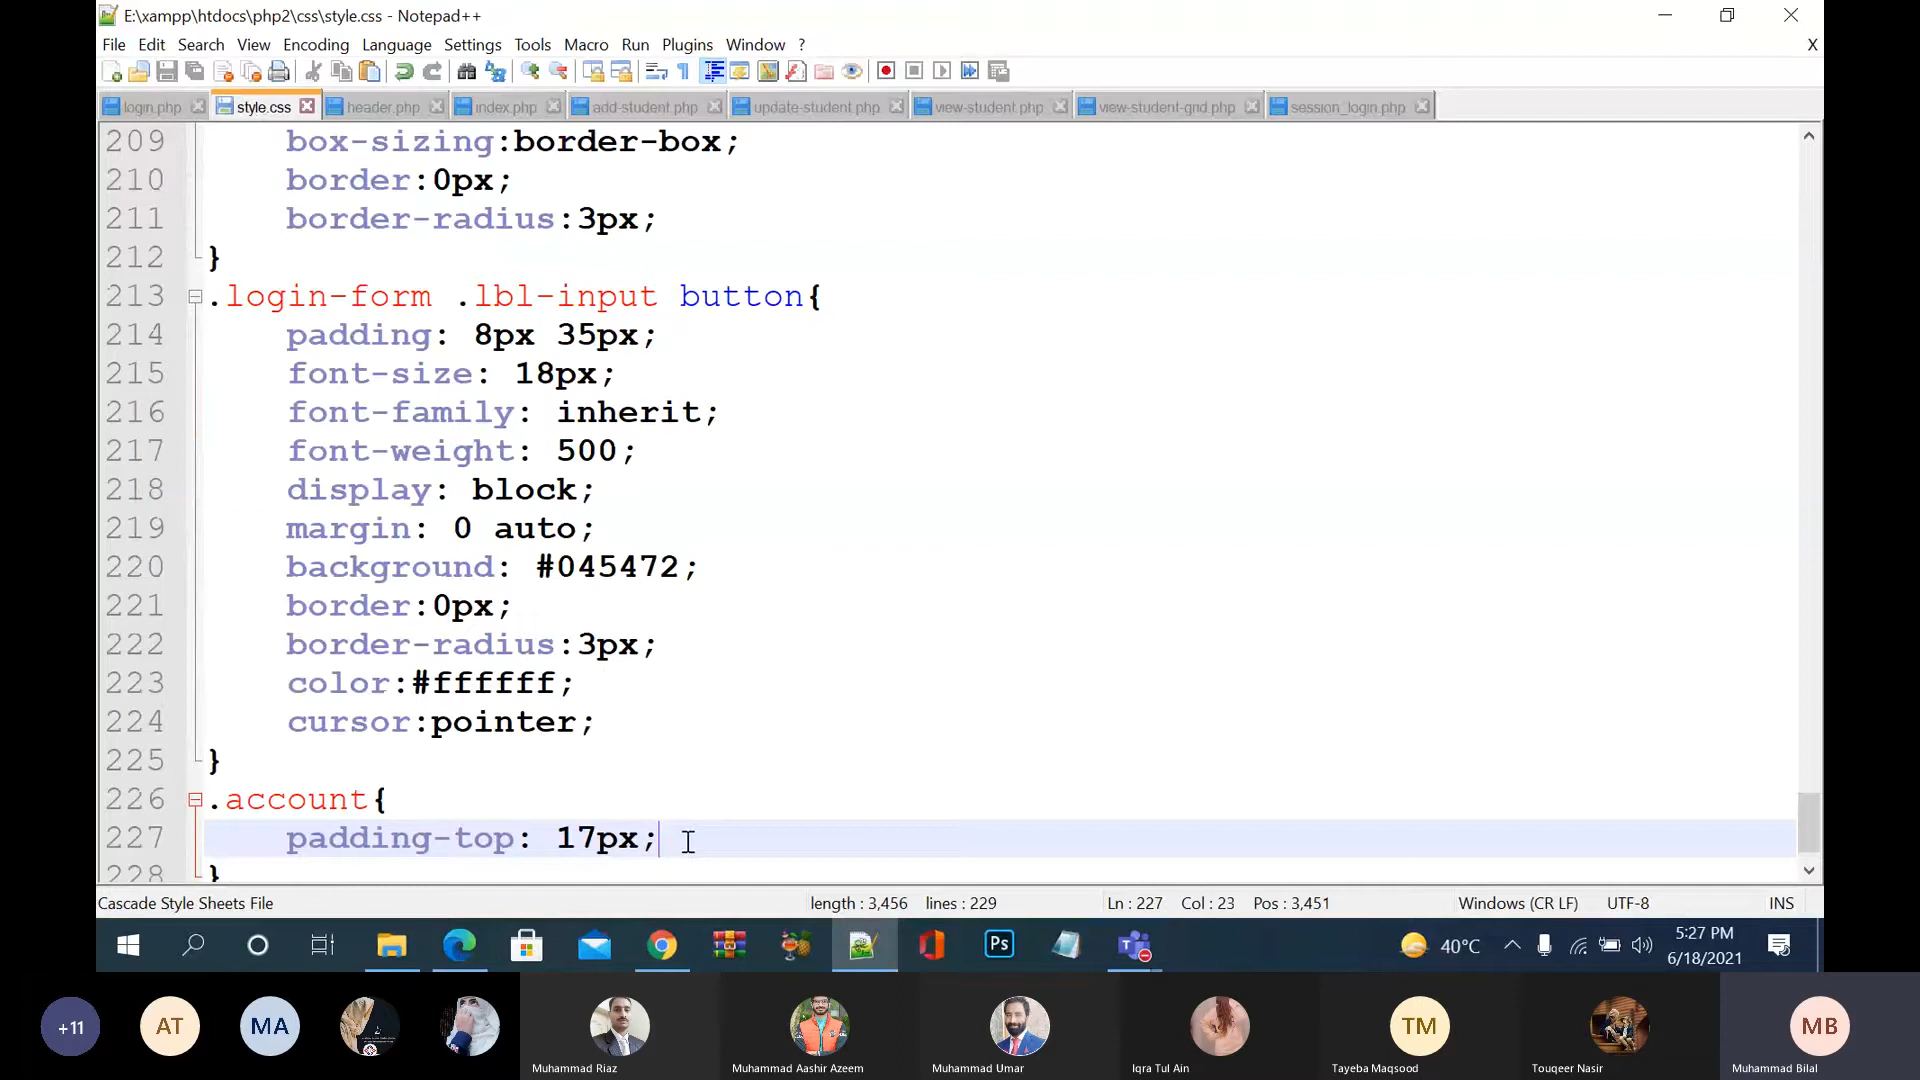 E:\xampp\htdocs\php2\css\style.css - Notepad++
File Edit Search View Encoding Language Settings Tools Macro Run Plugins Window ? X
login.php style.css header.php index.php add-student.php update-student.php view-student.php view-student-grid.php session_login.php
209 box-sizing:border-box;
210 border:0px;
211 border-radius:3px;
212 }
213 .login-form .lbl-input button{
214 padding: 8px 35px;
215 font-size: 18px;
216 font-family: inherit;
217 font-weight: 500;
218 display: block;
219 margin: 0 auto;
220 background: #045472;
221 border:0px;
222 border-radius:3px;
223 color:#ffffff;
224 cursor:pointer;
225 }
226 .account{
227 padding-top: 17px;
228 }
Cascade Style Sheets File length : 3,456 lines : 229 Ln : 227 Col : 23 Pos : 3,451 Windows (CR LF) UTF-8 INS
Ps 40°C 5:27 PM
6/18/2021
+11 AT MA TM MB
Muhammad Riaz Muhammad Aashir Azeem Muhammad Umar Iqra Tul Ain Tayeba Maqsood Touqeer Nasir Muhammad Bilal